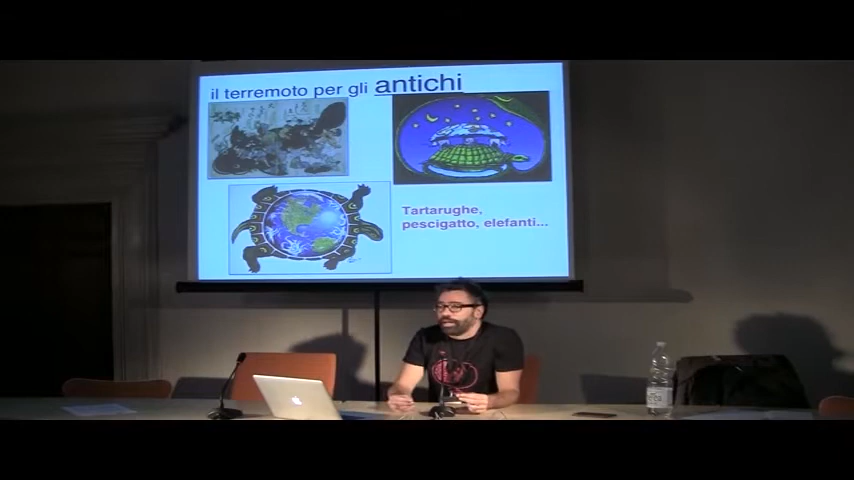 il terremoto per gli antichi
Tartarughe,
pescigatto, elefanti...